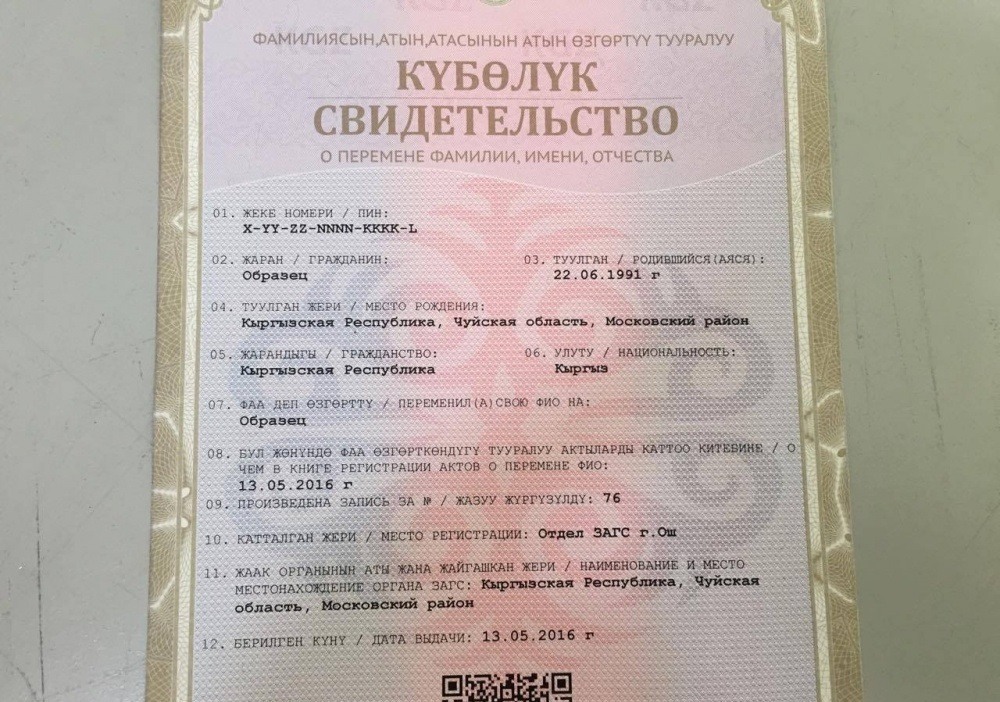 ФАМИЛИЯСЫН,АТЫН,АТАСЫНЫН АТЫН ӨЗГӨРТҮҮ ТУУРАЛУУ
КҮБӨЛҮК
СВИДЕТЕЛЬСТВО
О ПЕРЕМЕНЕ ФАМИЛИИ, ИМЕНИ, ОТЧЕСТВА
01. ЖЕКЕ НОМЕРИ / ПИН:
X-YY-ZZ-NNNN-KKKK-L
02. ЖАРАН / ГРАЖДАНИН:
Образец
03. ТУУЛГАН / РОДИВШИЙСЯ(АЯСЯ):
22.06.1991 г
04. ТУУЛГАН ЖЕРИ / МЕСТО РОЖДЕНИЯ:
Кыргызская Республика, Чуйская область, Московский район
05. ЖАРАНДЫГЫ / ГРАЖДАНСТВО:
Кыргызская Республика
06. УЛУТУ / НАЦИОНАЛЬНОСТЬ:
Кыргыз
07. ФАА ДЕП ӨЗГӨРТТҮ / ПЕРЕМЕНИЛ(А)СВОЮ ФИО НА:
Образец
08. БУЛ ЖӨНҮНДӨ ФАА ӨЗГӨРТКӨНДҮГҮ ТУУРАЛУУ АКТЫЛАРДЫ КАТТОО КИТЕБИНЕ / О
ЧЕМ В КНИГЕ РЕГИСТРАЦИИ АКТОВ О ПЕРЕМЕНЕ ФИО:
13.05.2016 г
09. ПРОИЗВЕДЕНА ЗАПИСЬ ЗА № / ЖАЗУУ ЖҮРГҮЗҮЛДҮ: 76
10. КАТТАЛГАН ЖЕРИ / МЕСТО РЕГИСТРАЦИИ: Отдел ЗАГС г.Ош
11. ЖААК ОРГАНЫНЫН АТЫ ЖАНА ЖАЙГАШКАН ЖЕРИ / НАИМЕНОВАНИЕ И МЕСТО
МЕСТОНАХОЖДЕНИЕ ОРГАНА ЗАГС: Кыргызская Республика, Чуйская
область, Московский район
12. БЕРИЛГЕН КҮНҮ / ДАТА ВЫДАЧИ: 13.05.2016 г